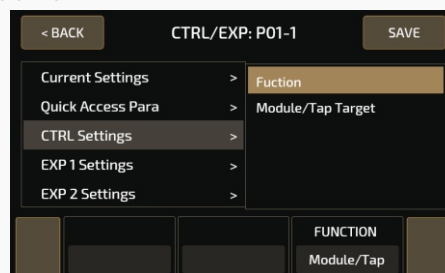 < BACK CTRL/EXP: P01-1 SAVE
Current Settings > Fuction
Quick Access Para > Module/Tap Target
CTRL Settings >
EXP 1 Settings >
EXP 2 Settings >
FUNCTION
Module/Tap